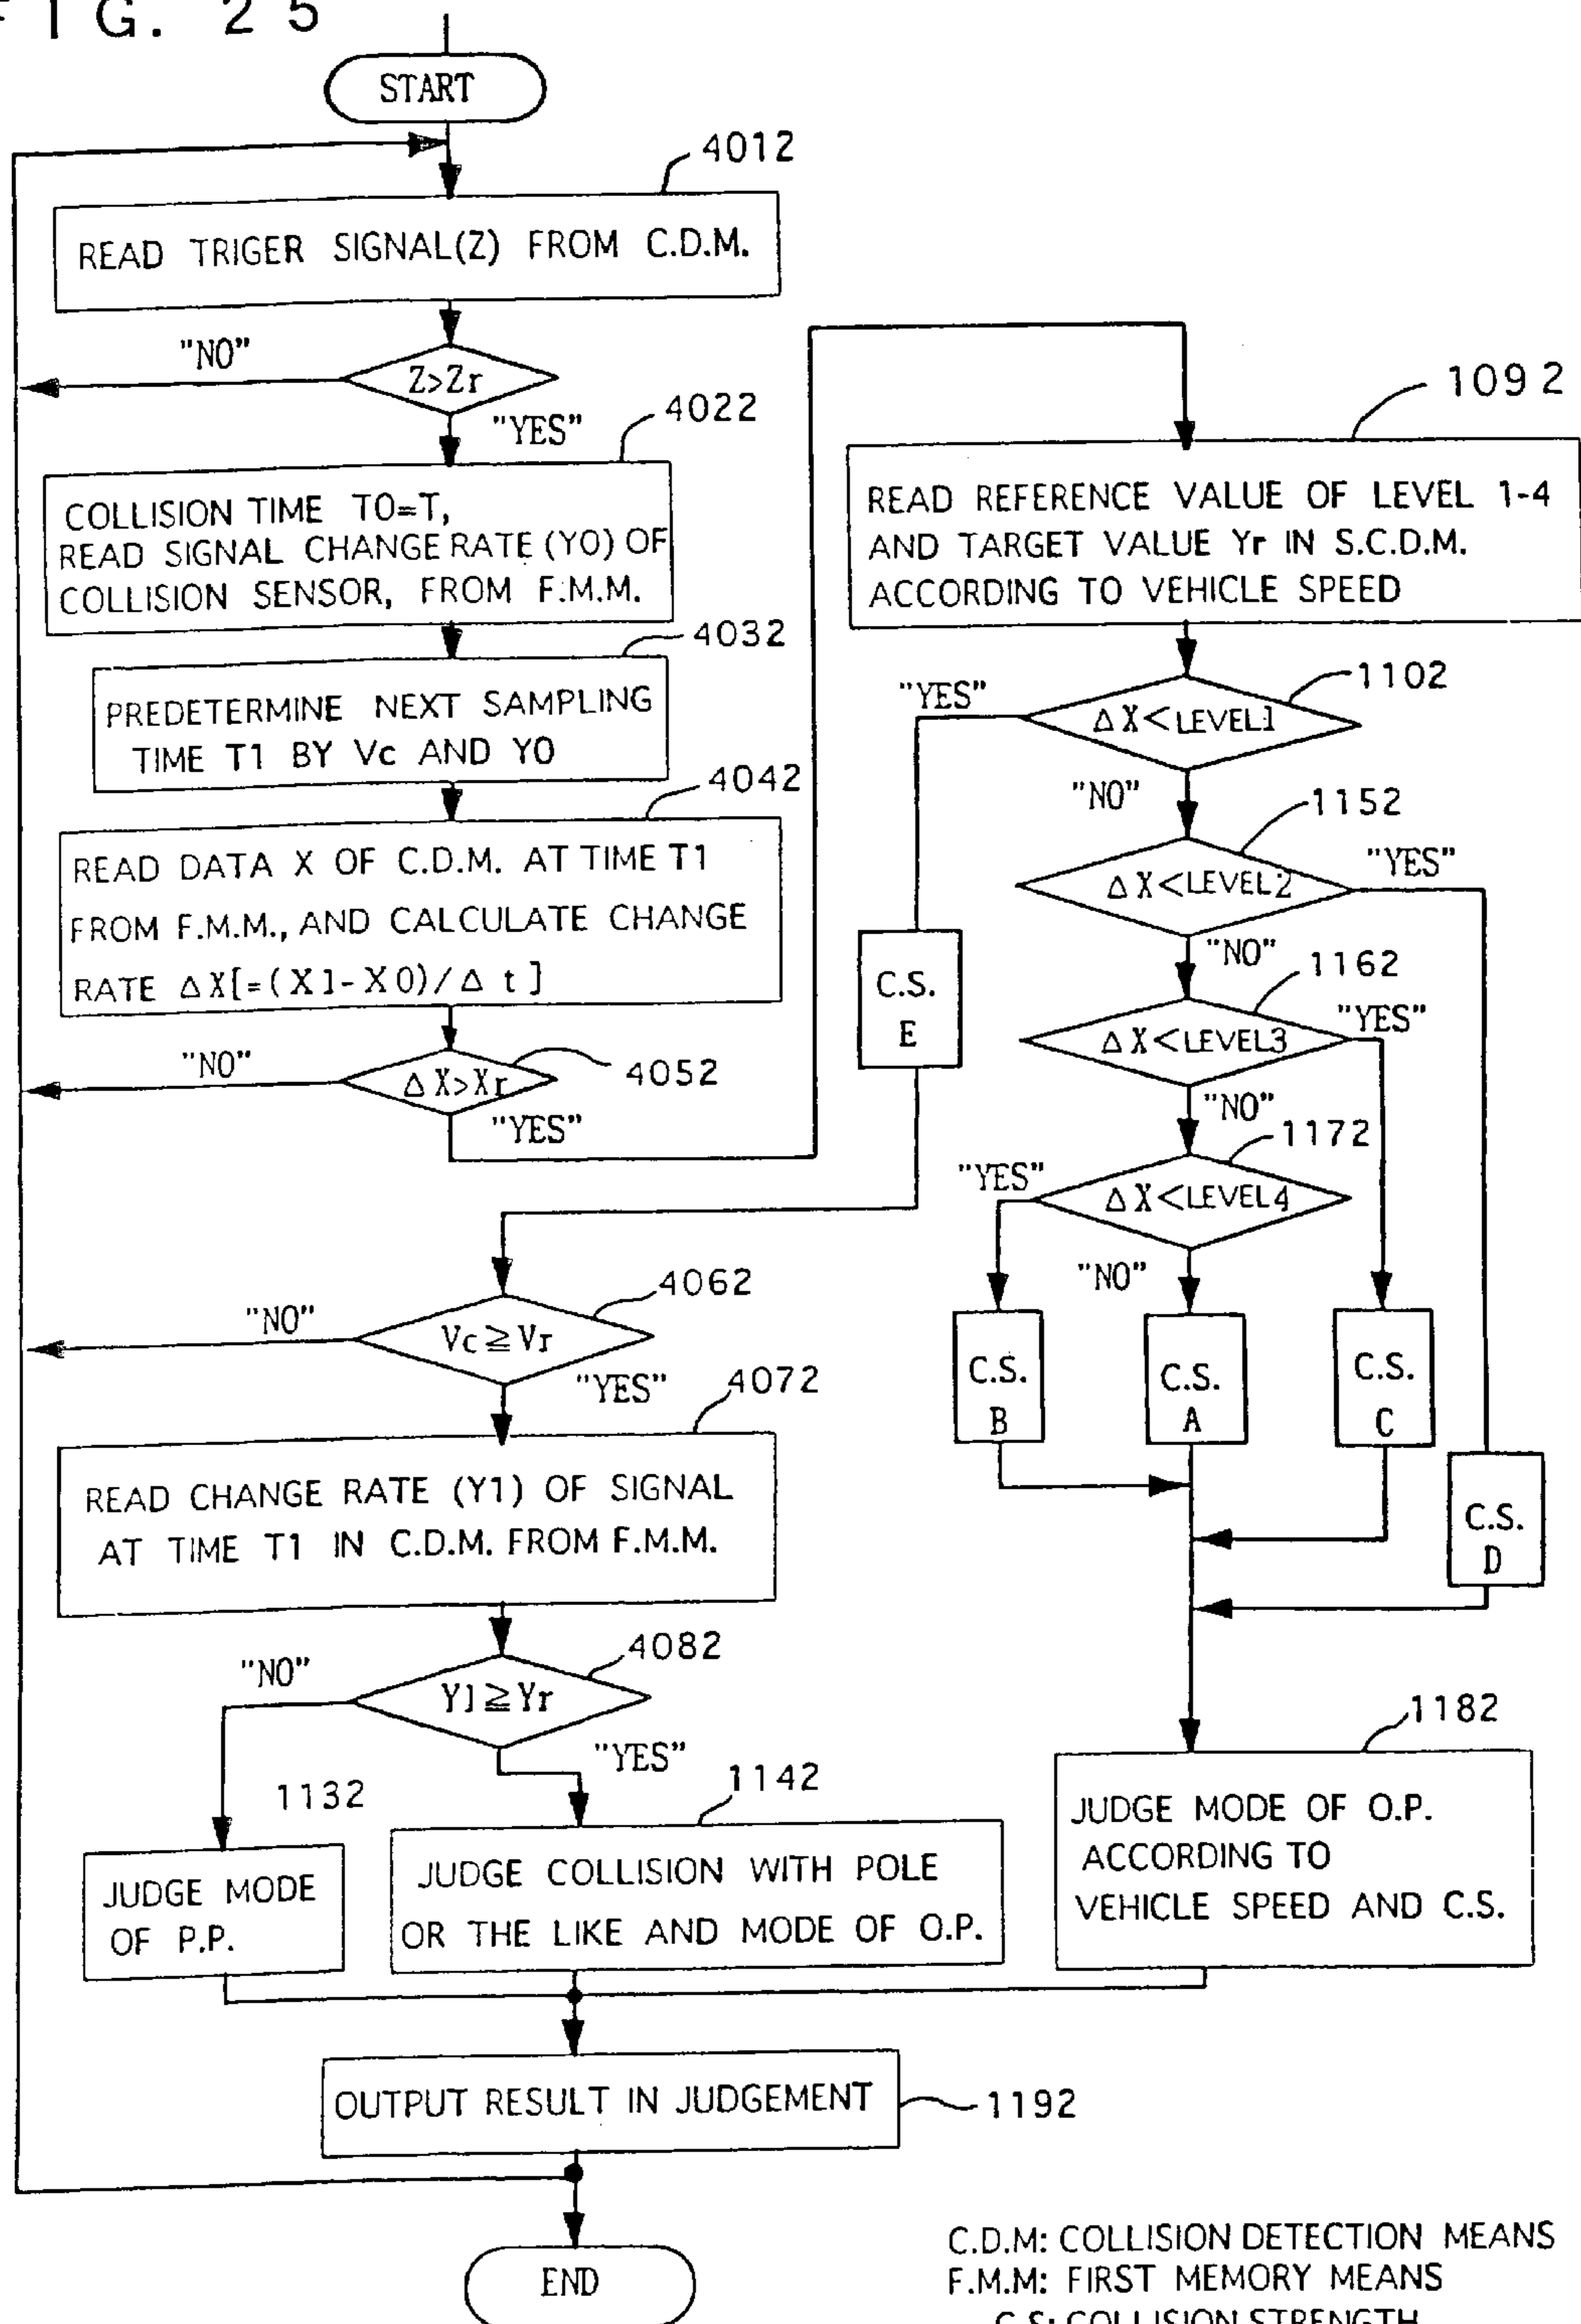 FIG. 25
START
4012
READ TRIGER SIGNAL(Z) FROM C.D.M.
"NO"
Z>Zr
"YES"
4022
COLLISION TIME T0=T,
READ SIGNAL CHANGE RATE (Y0) OF
COLLISION SENSOR, FROM F.M.M.
4032
PREDETERMINE NEXT SAMPLING
TIME T1 BY Vc AND Y0
4042
READ DATA X OF C.D.M. AT TIME T1
FROM F.M.M., AND CALCULATE CHANGE
RATE ΔX[=(X1-X0)/Δt]
"NO"
ΔX>Xr
4052
"YES"
1092
READ REFERENCE VALUE OF LEVEL 1-4
AND TARGET VALUE Yr IN S.C.D.M.
ACCORDING TO VEHICLE SPEED
1102
"YES"
ΔX<LEVEL1
"NO"
1152
ΔX<LEVEL2
"YES"
"NO"
1162
ΔX<LEVEL3
"YES"
"NO"
1172
"YES"
ΔX<LEVEL4
"NO"
C.S.
E
C.S.
B
C.S.
A
C.S.
C
C.S.
D
4062
"NO"
Vc≧Vr
"YES"
4072
READ CHANGE RATE (Y1) OF SIGNAL
AT TIME T1 IN C.D.M. FROM F.M.M.
4082
"NO"
Y1≧Yr
"YES"
1132
JUDGE MODE
OF P.P.
1142
JUDGE COLLISION WITH POLE
OR THE LIKE AND MODE OF O.P.
1182
JUDGE MODE OF O.P.
ACCORDING TO
VEHICLE SPEED AND C.S.
OUTPUT RESULT IN JUDGEMENT
1192
END
C.D.M: COLLISION DETECTION MEANS
F.M.M: FIRST MEMORY MEANS
C.S: COLLISION STRENGTH